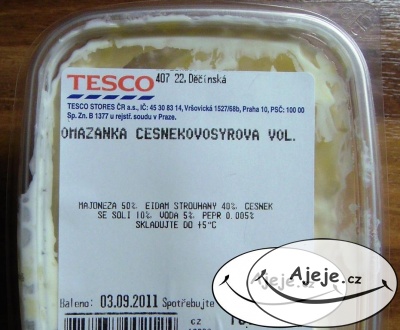 TESCO 407 22, Děčínská
TESCO STORES ČR a.s., IČ: 45 30 83 14, Vršovická 1527/68b, Praha 10, PSČ: 100 00
Sp. Zn. B 1377 u rejstř. soudu v Praze.
OMAZANKA CESNEKOVOSYROVA VOL.
MAJONEZA 50% EIDAM STROUHANY 40% CESNEK
SE SOLI 10% VODA 5% PEPR 0.005%
SKLADUJTE DO +5°C
Baleno: 03.09.2011 Spotřebujte
Ajeje.cz